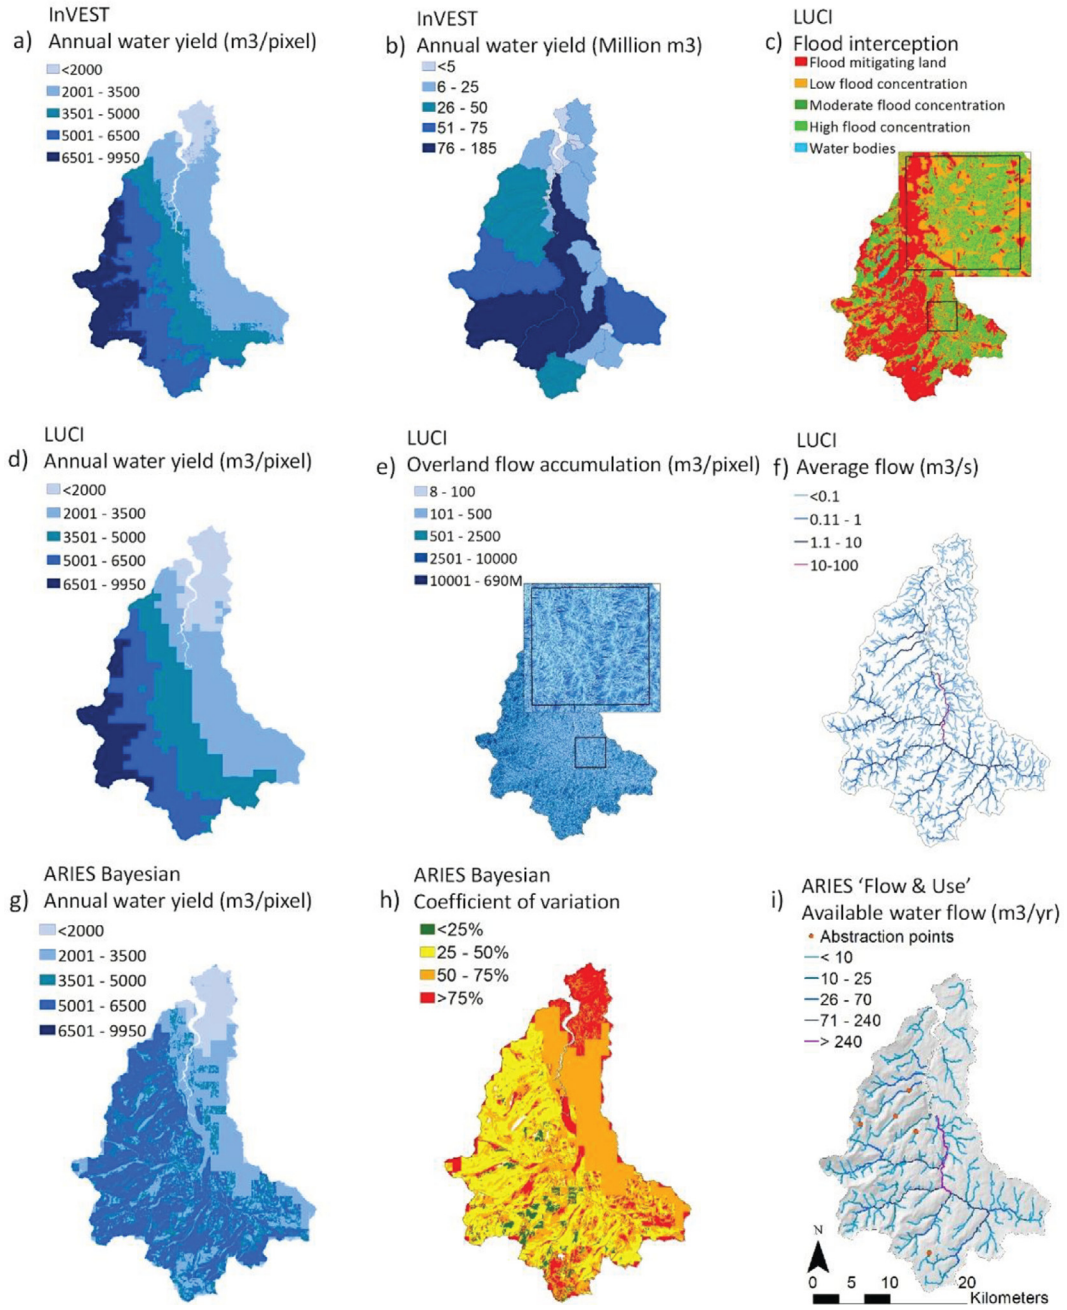 InVEST
a) Annual water yield (m3/pixel)
<2000
2001 - 3500
3501 - 5000
5001 - 6500
6501 - 9950
InVEST
b) Annual water yield (Million m3)
<5
6 - 25
26 - 50
51 - 75
76 - 185
LUCI
c) Flood interception
Flood mitigating land
Low flood concentration
Moderate flood concentration
High flood concentration
Water bodies
LUCI
d) Annual water yield (m3/pixel)
<2000
2001 - 3500
3501 - 5000
5001 - 6500
6501 - 9950
LUCI
e) Overland flow accumulation (m3/pixel)
8 - 100
101 - 500
501 - 2500
2501 - 10000
10001 - 690M
LUCI
f) Average flow (m3/s)
<0.1
0.11 - 1
1.1 - 10
10-100
ARIES Bayesian
g) Annual water yield (m3/pixel)
<2000
2001 - 3500
3501 - 5000
5001 - 6500
6501 - 9950
ARIES Bayesian
h) Coefficient of variation
<25%
25 - 50%
50 - 75%
>75%
ARIES ‘Flow & Use’
i) Available water flow (m3/yr)
Abstraction points
< 10
10 - 25
26 - 70
71 - 240
> 240
N
0 5 10 20
Kilometers